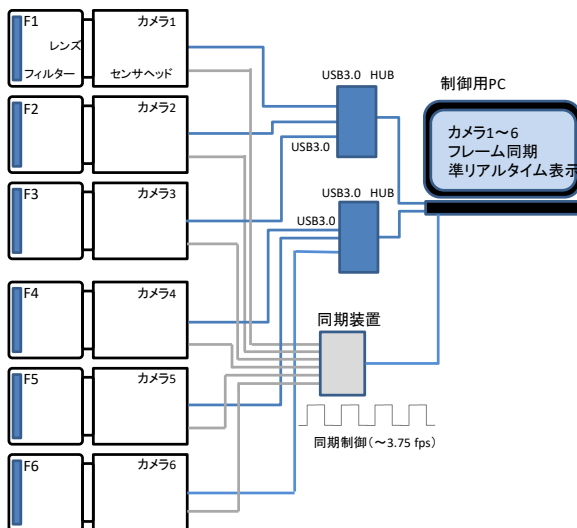 F1
レンズ
フィルター
カメラ1
センサヘッド
F2
カメラ2
F3
カメラ3
F4
カメラ4
F5
カメラ5
F6
カメラ6
USB3.0 HUB
USB3.0
USB3.0 HUB
USB3.0
制御用PC
カメラ1～6
フレーム同期
準リアルタイム表示
同期装置
同期制御(～3.75 fps)